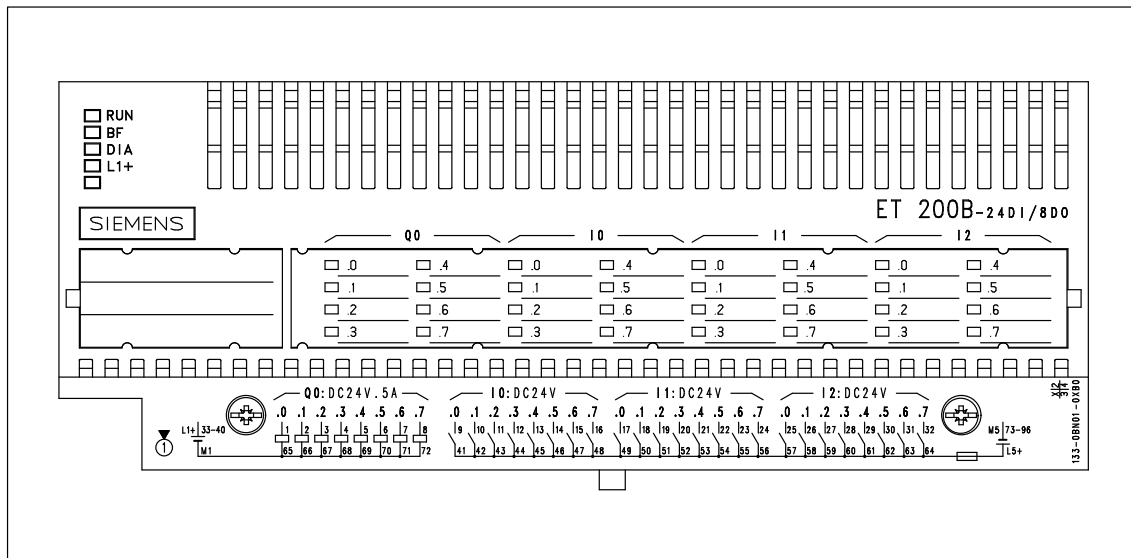 RUN
BF
DIA
L1+
SIEMENS
ET 200B-24DI/8DO
Q0 I0 I1 I2
.0 .4 .0 .4 .0 .4 .0 .4
.1 .5 .1 .5 .1 .5 .1 .5
.2 .6 .2 .6 .2 .6 .2 .6
.3 .7 .3 .7 .3 .7 .3 .7
Q0:DC24V.5A I0:DC24V I1:DC24V I2:DC24V
.0 .1 .2 .3 .4 .5 .6 .7 .0 .1 .2 .3 .4 .5 .6 .7 .0 .1 .2 .3 .4 .5 .6 .7 .0 .1 .2 .3 .4 .5 .6 .7
L1+ 33-40 1 2 3 4 5 6 7 8 9 10 11 12 13 14 15 16 17 18 19 20 21 22 23 24 25 26 27 28 29 30 31 32 M5 73-96
M1 65 66 67 68 69 70 71 72 41 42 43 44 45 46 47 48 49 50 51 52 53 54 55 56 57 58 59 60 61 62 63 64 L5+
1
X 2
3 4
133-0BN01-0XB0